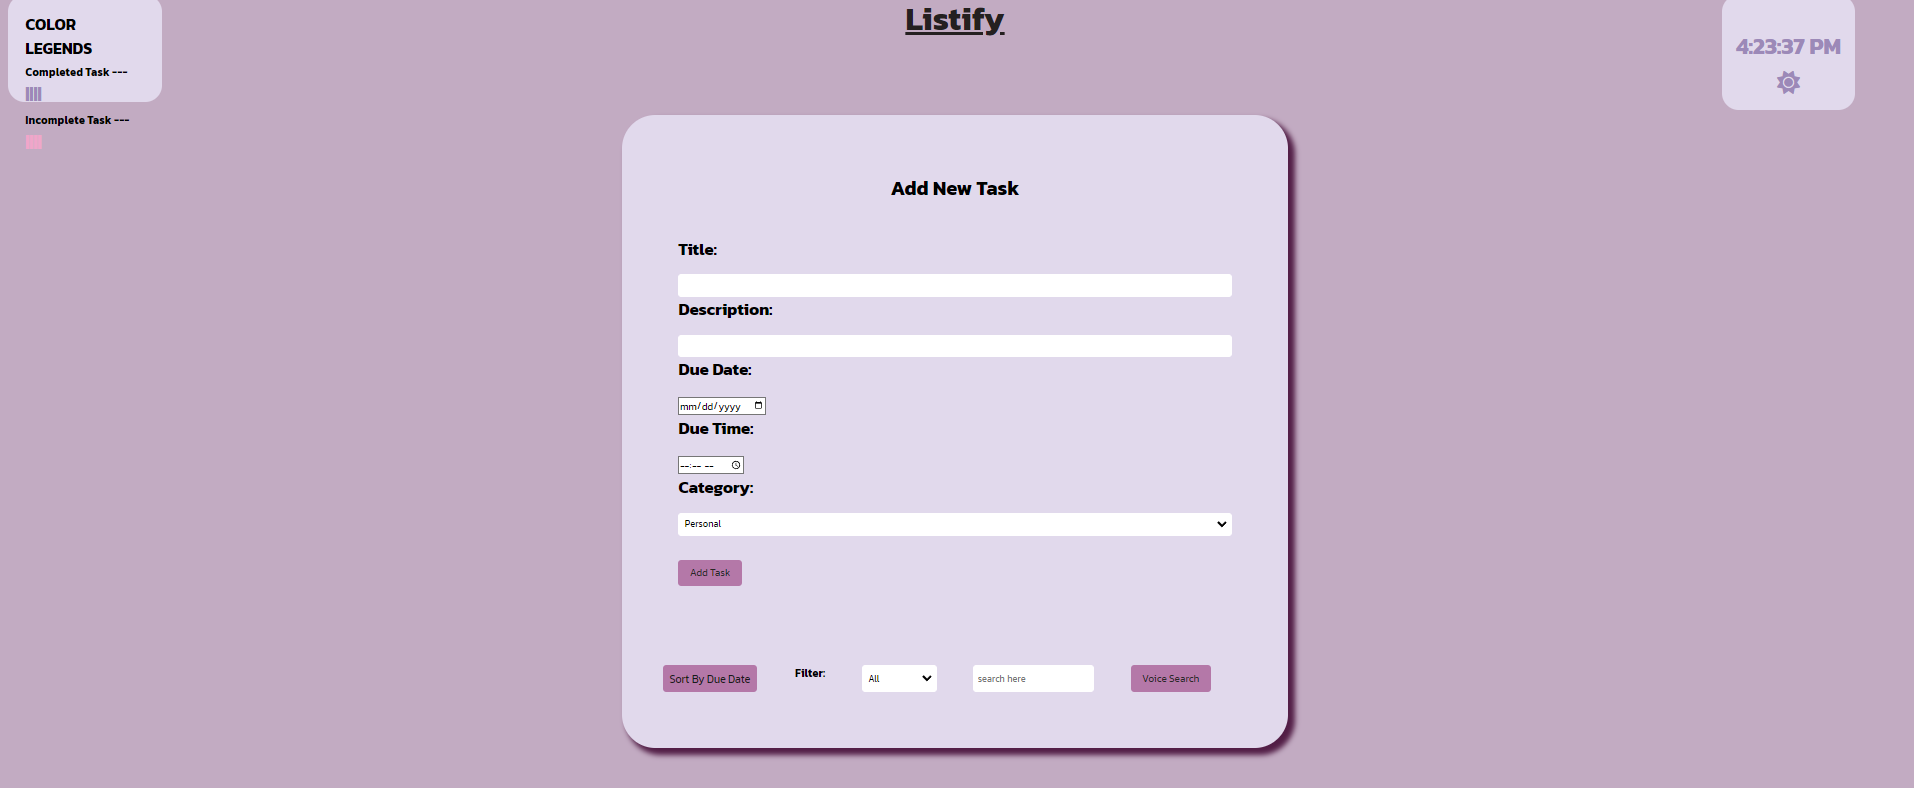 Listify
COLOR
LEGENDS
Completed Task ---
Incomplete Task ---
4:23:37 PM
Add New Task
Title:
Description:
Due Date:
mm/dd/yyyy
Due Time:
--:-- --
Category:
Personal
Add Task
Sort By Due Date
Filter:
All
search here
Voice Search